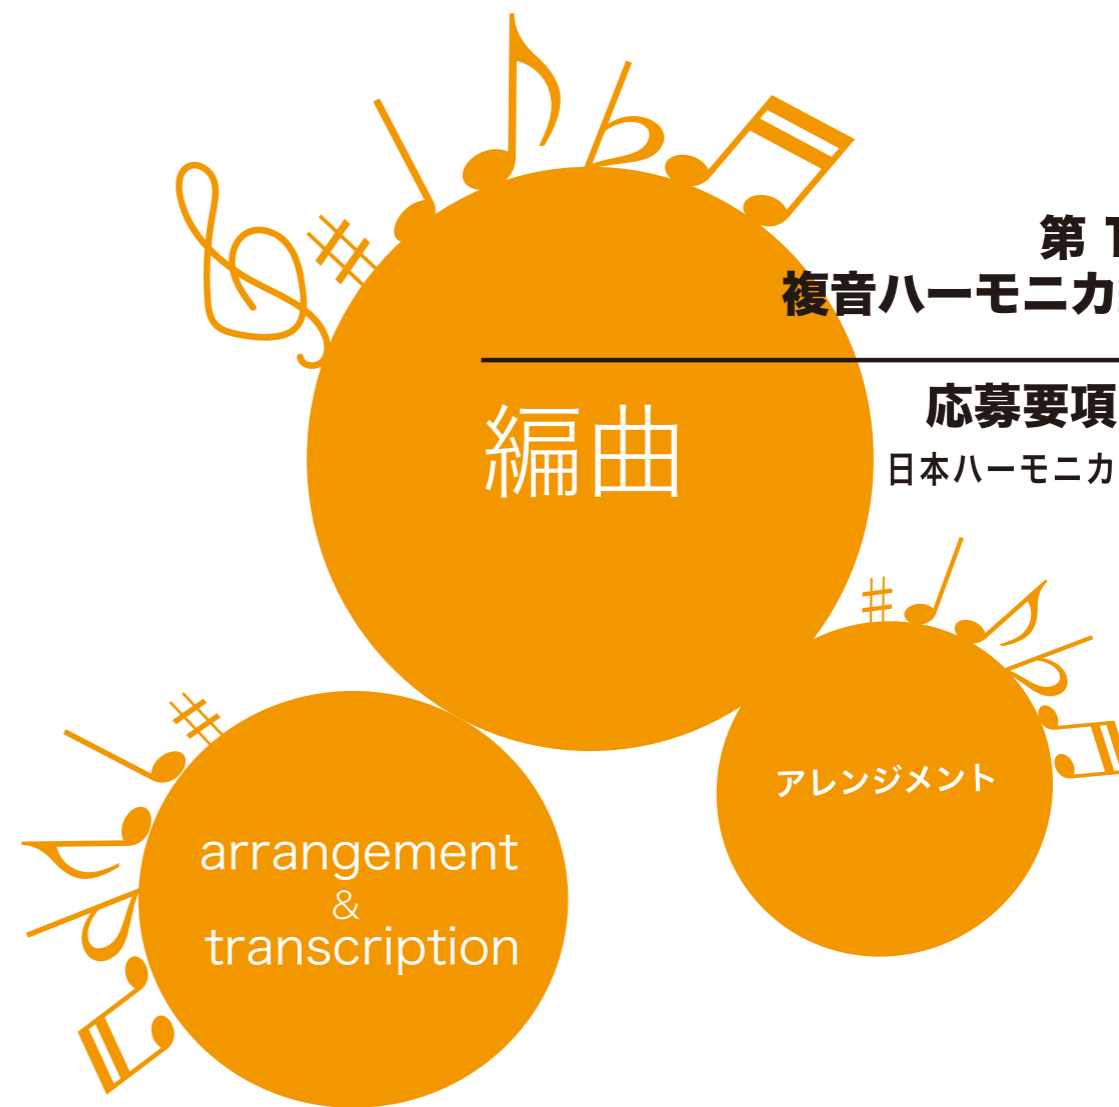 第 1
複音ハーモニカ
応募要項
日本ハーモニカ
編曲
アレンジメント
arrangement
&
transcription